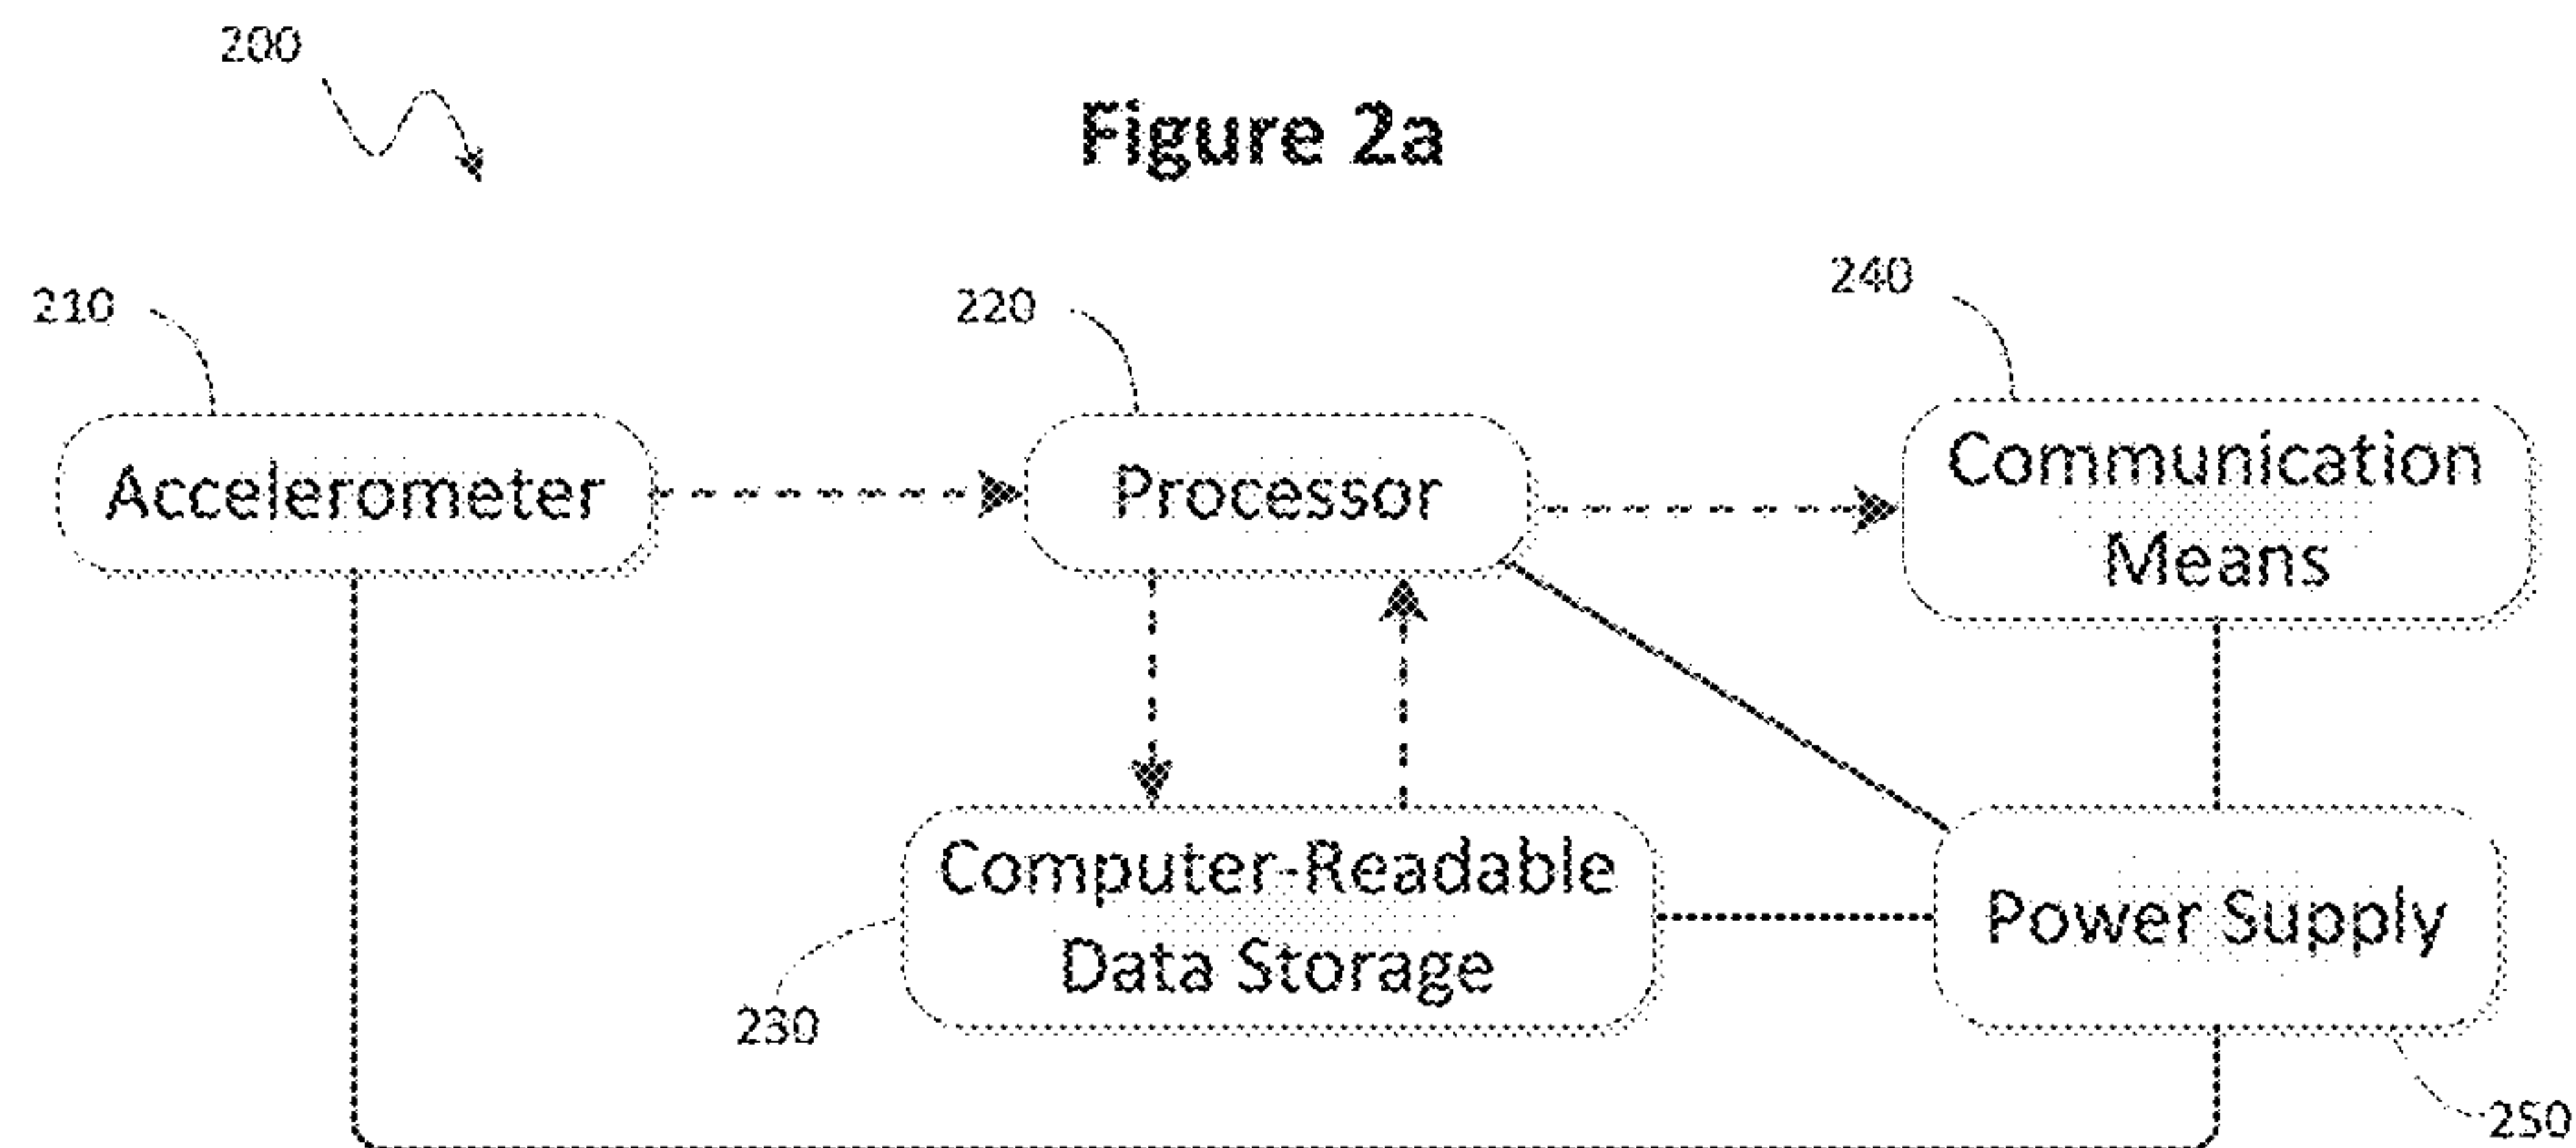 200
Figure 2a
210
220
240
Accelerometer
Processor
Communication
Means
Computer-Readable
Data Storage
Power Supply
230
250